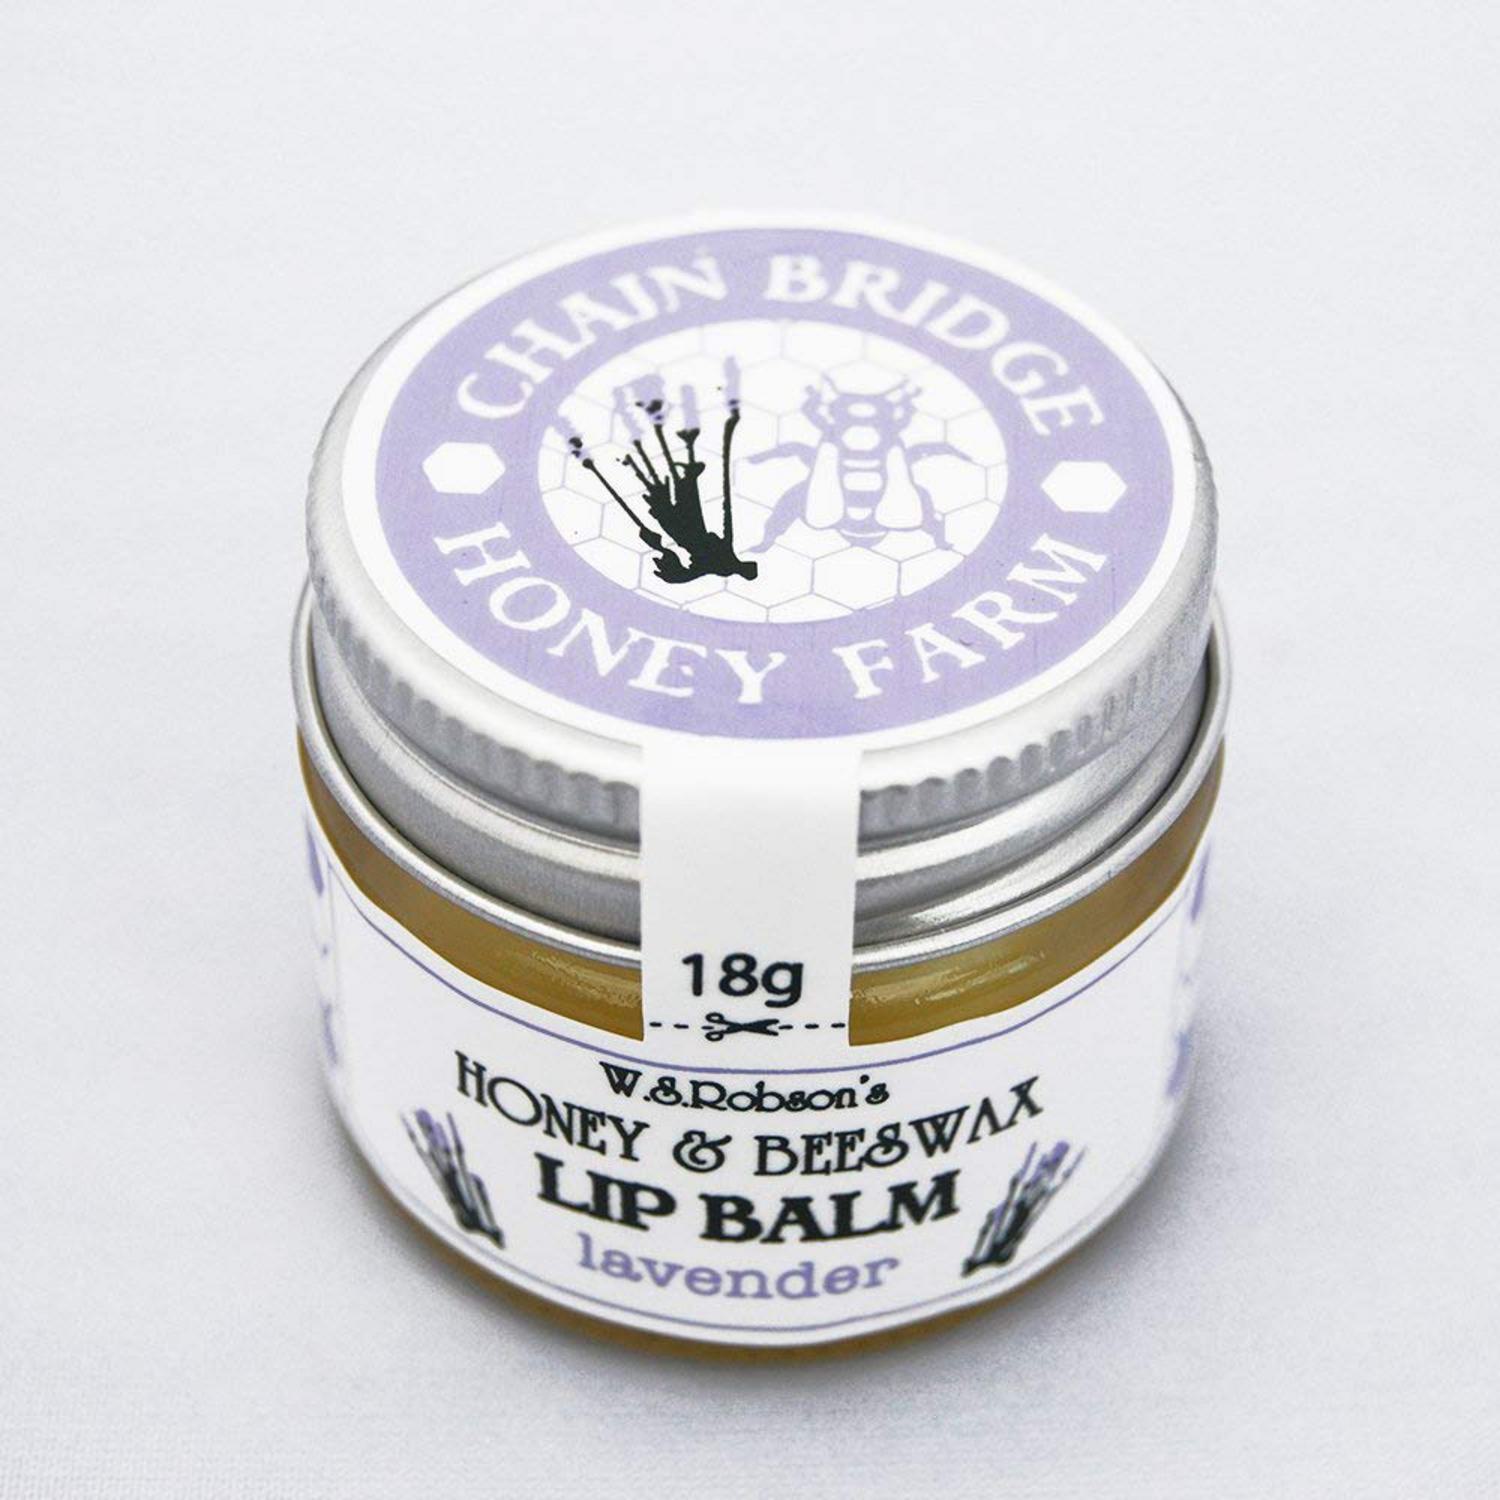 CHAIN BRIDGE
HONEY FARM
18g
W.S.Robson's
HONEY & BEESWAX
LIP BALM
lavender